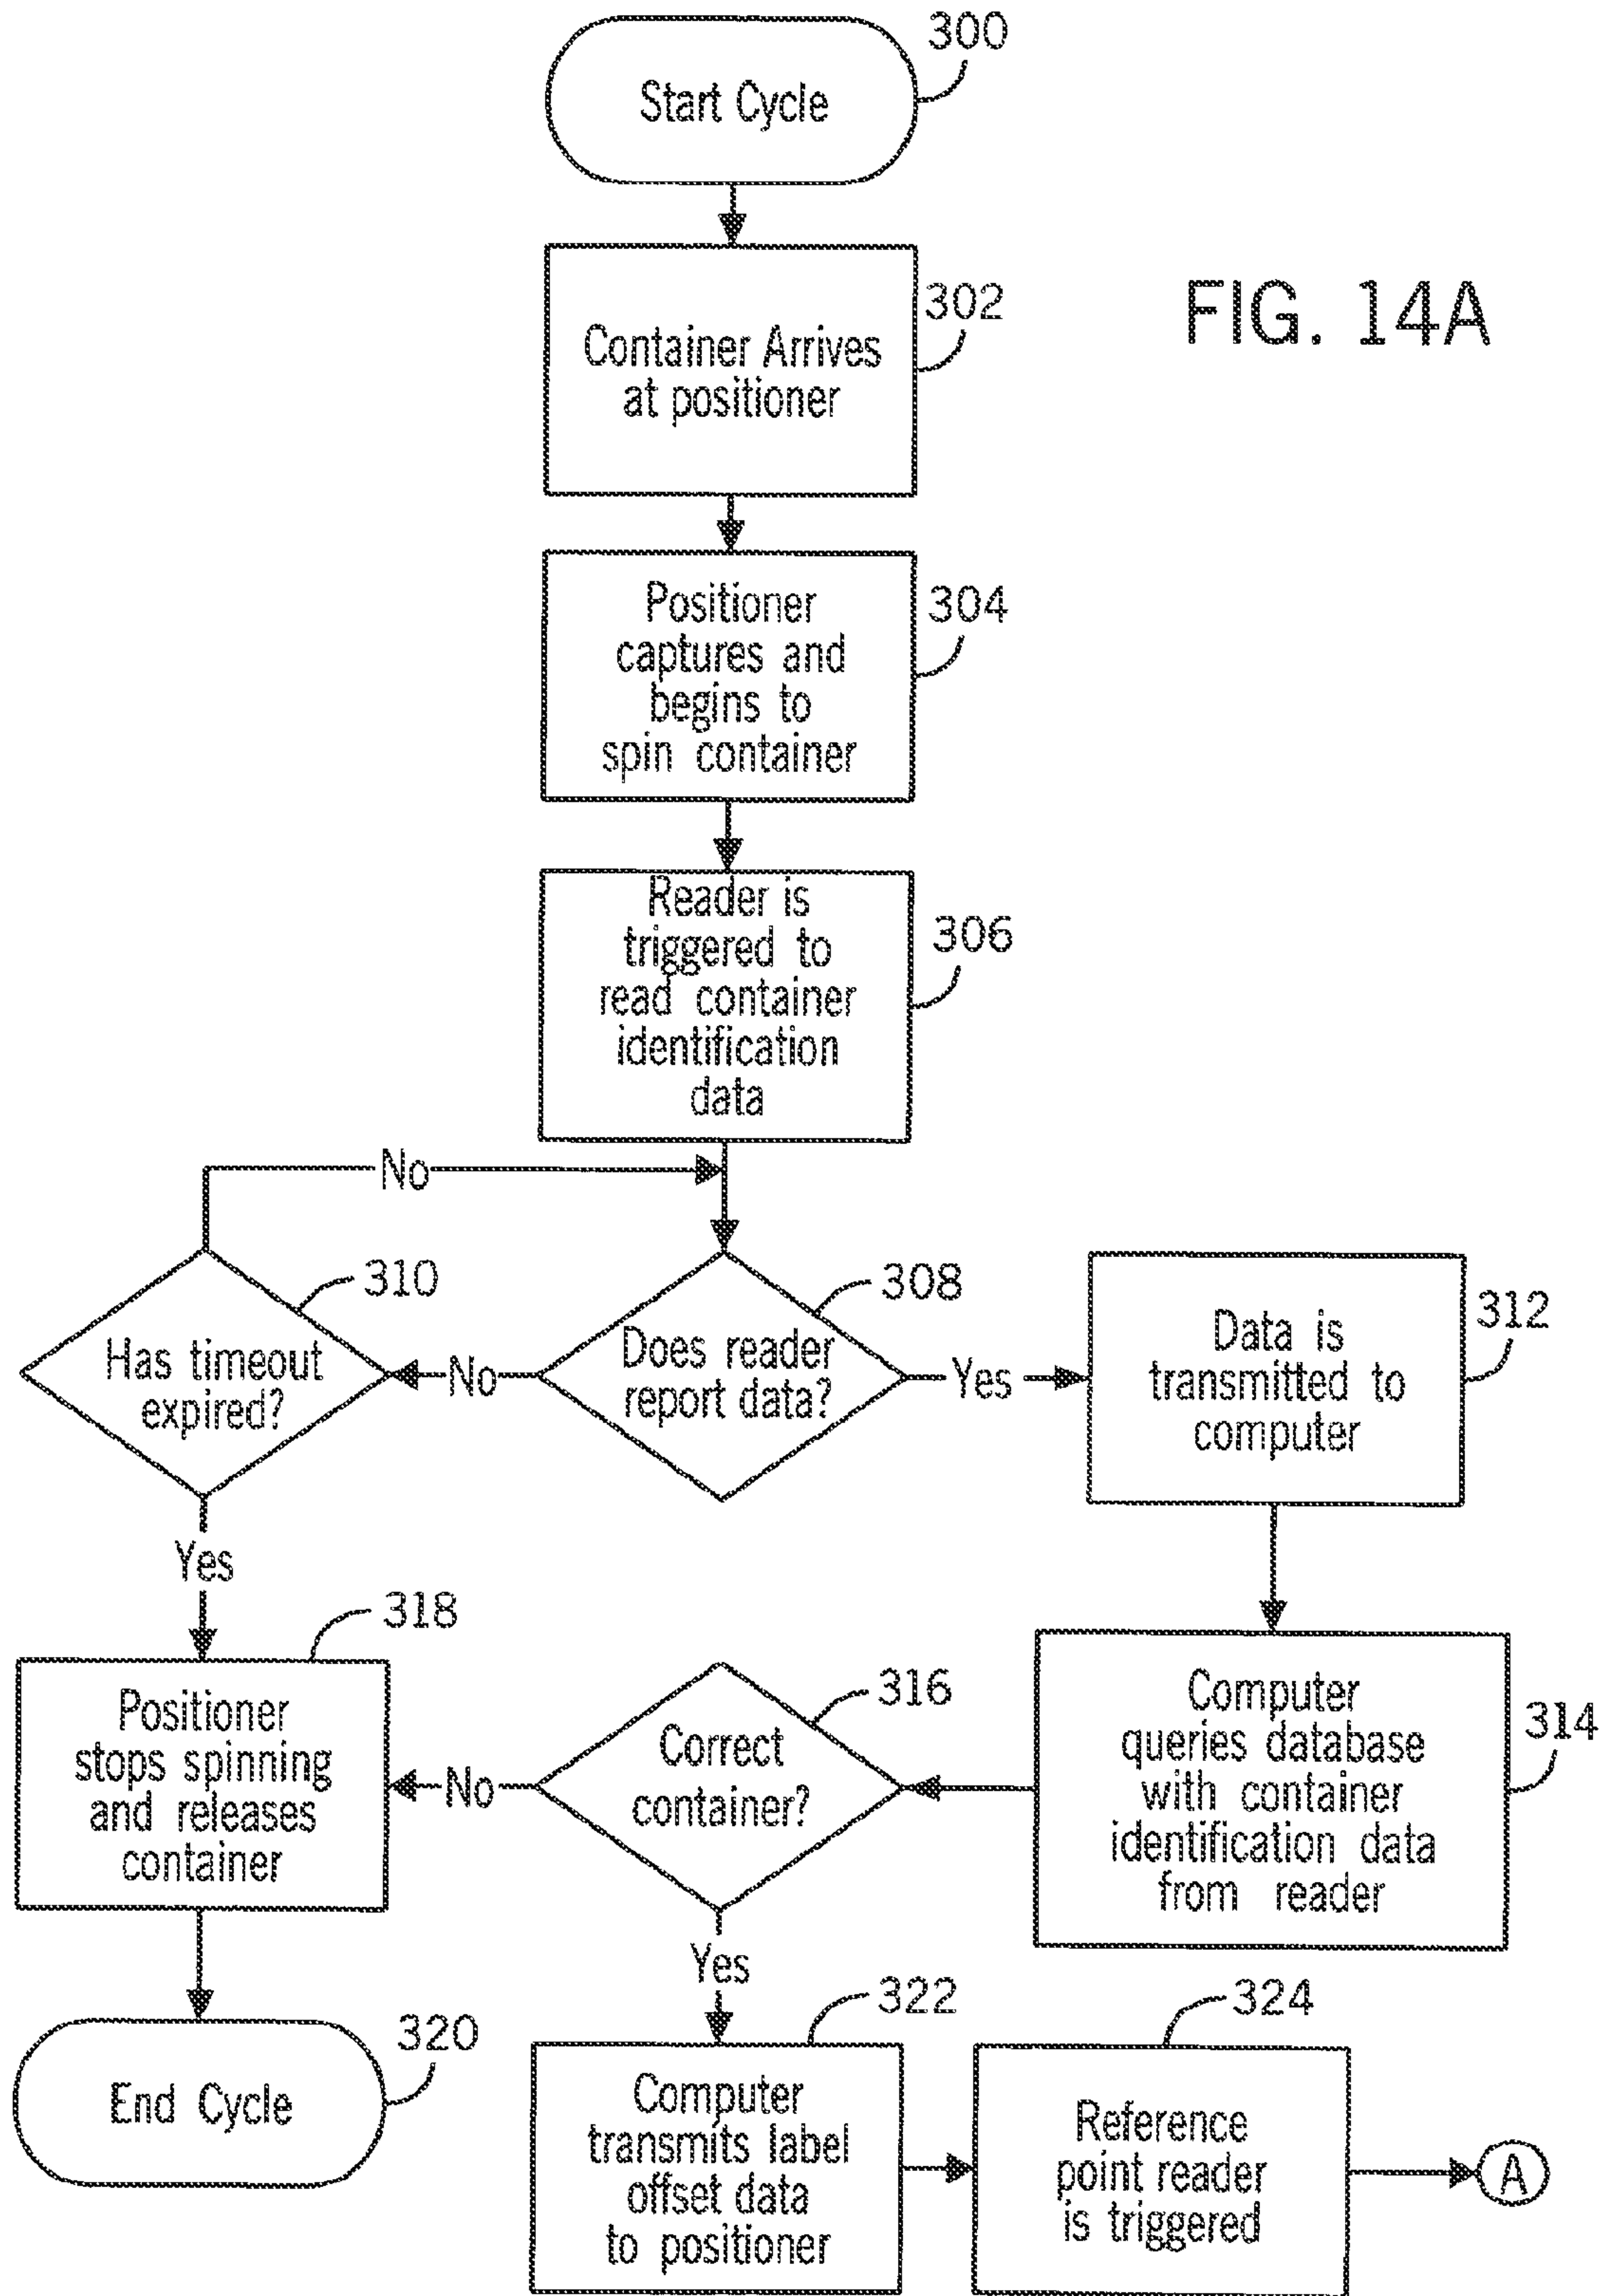 300
Start Cycle
FIG. 14A
302
Container Arrives
at positioner
304
Positioner
captures and
begins to
spin container
306
Reader is
triggered to
read container
identification
data
No
310
Has timeout
expired?
No
308
Does reader
report data?
Yes
312
Data is
transmitted to
computer
Yes
318
Positioner
stops spinning
and releases
container
No
316
Correct
container?
314
Computer
queries database
with container
identification data
from reader
Yes
320
End Cycle
322
Computer
transmits label
offset data
to positioner
324
Reference
point reader
is triggered
A